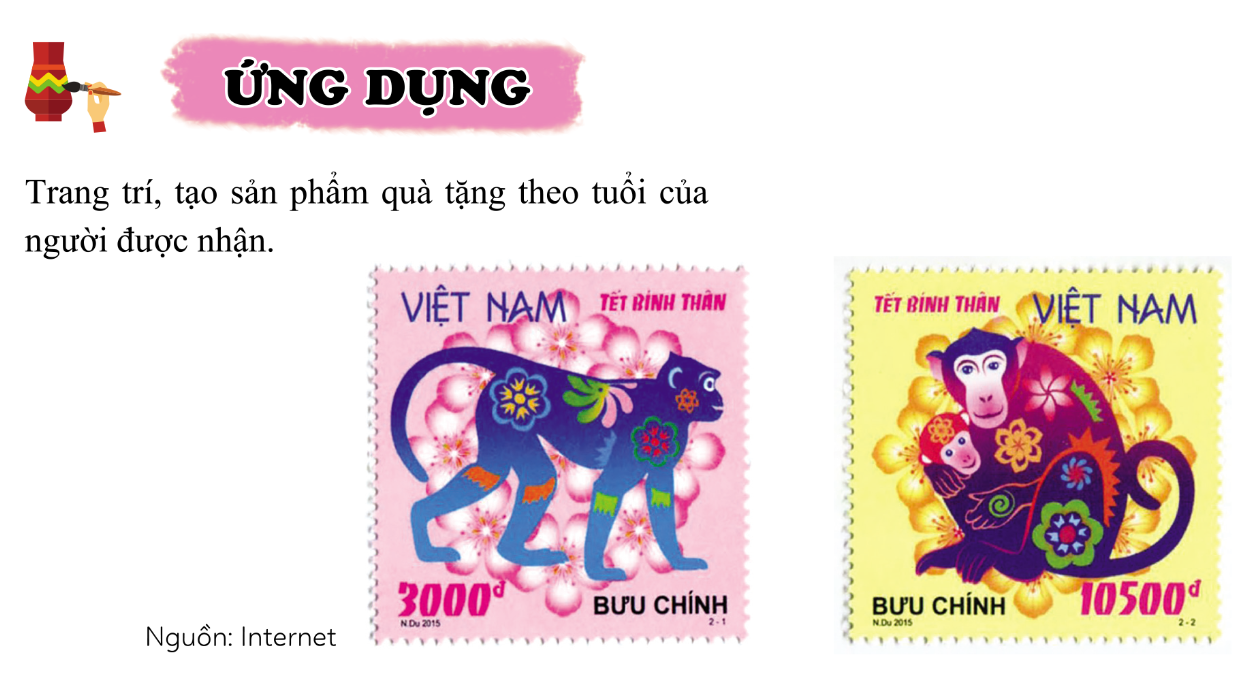 ỨNG DỤNG
Trang trí, tạo sản phẩm quà tặng theo tuổi của
người được nhận.
VIỆT NAM
TẾT BÍNH THÂN
3000đ
BƯU CHÍNH
N.Du 2015
2 - 1
TẾT BÍNH THÂN
VIỆT NAM
BƯU CHÍNH
10500đ
N.Du 2015
2 - 2
Nguồn: Internet